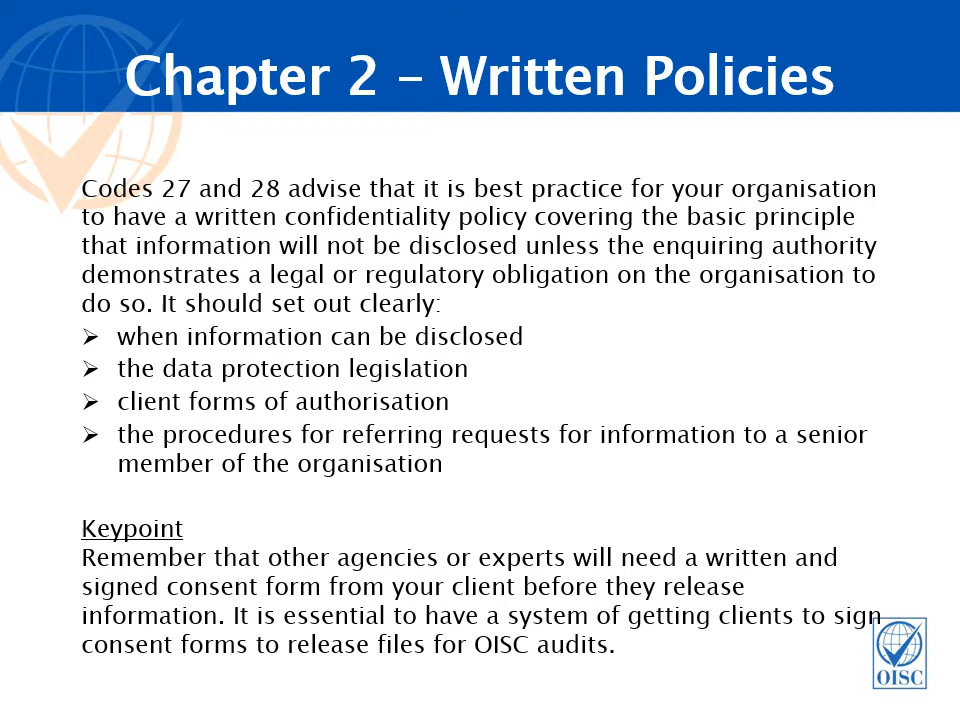 Chapter 2 – Written Policies
Codes 27 and 28 advise that it is best practice for your organisation
to have a written confidentiality policy covering the basic principle
that information will not be disclosed unless the enquiring authority
demonstrates a legal or regulatory obligation on the organisation to
do so. It should set out clearly:
➢ when information can be disclosed
➢ the data protection legislation
➢ client forms of authorisation
➢ the procedures for referring requests for information to a senior
member of the organisation
Keypoint
Remember that other agencies or experts will need a written and
signed consent form from your client before they release
information. It is essential to have a system of getting clients to sign
consent forms to release files for OISC audits.
OISC